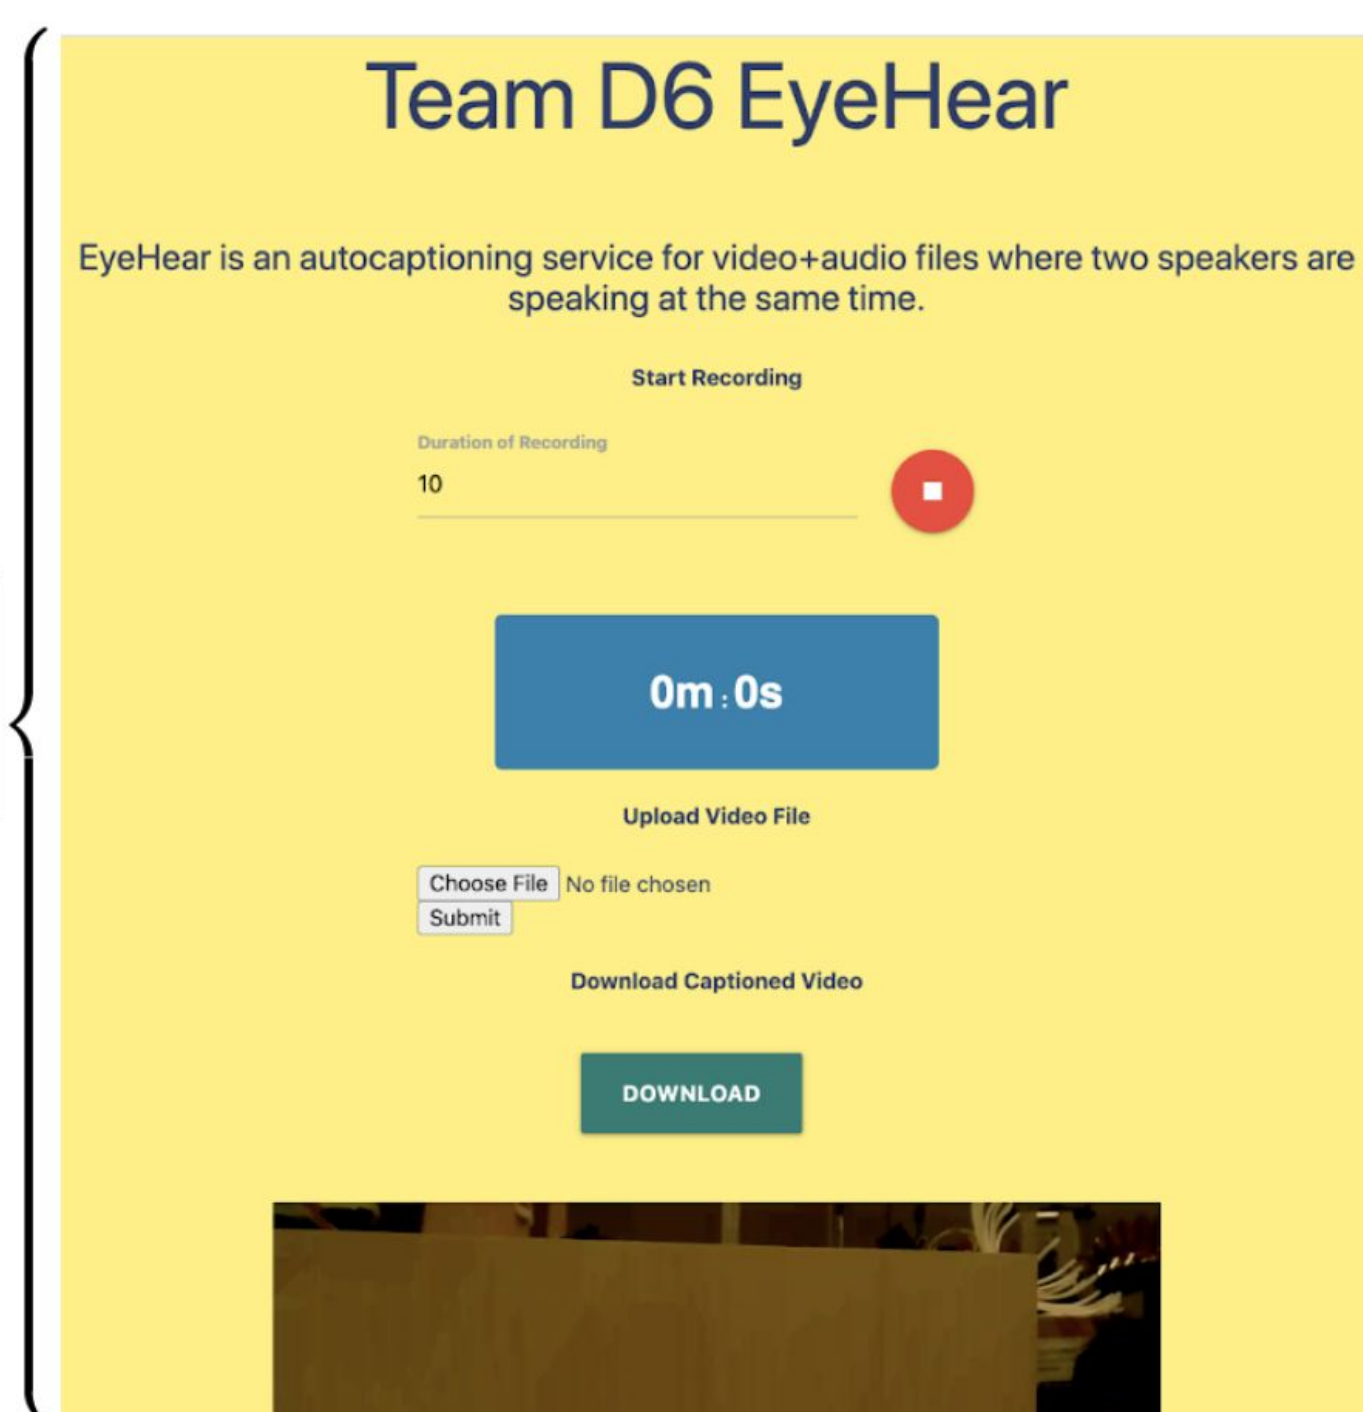 Team D6 EyeHear
EyeHear is an autocaptioning service for video+audio files where two speakers are
speaking at the same time.
Start Recording
Duration of Recording
10
0m : 0s
Upload Video File
Choose File No file chosen
Submit
Download Captioned Video
DOWNLOAD